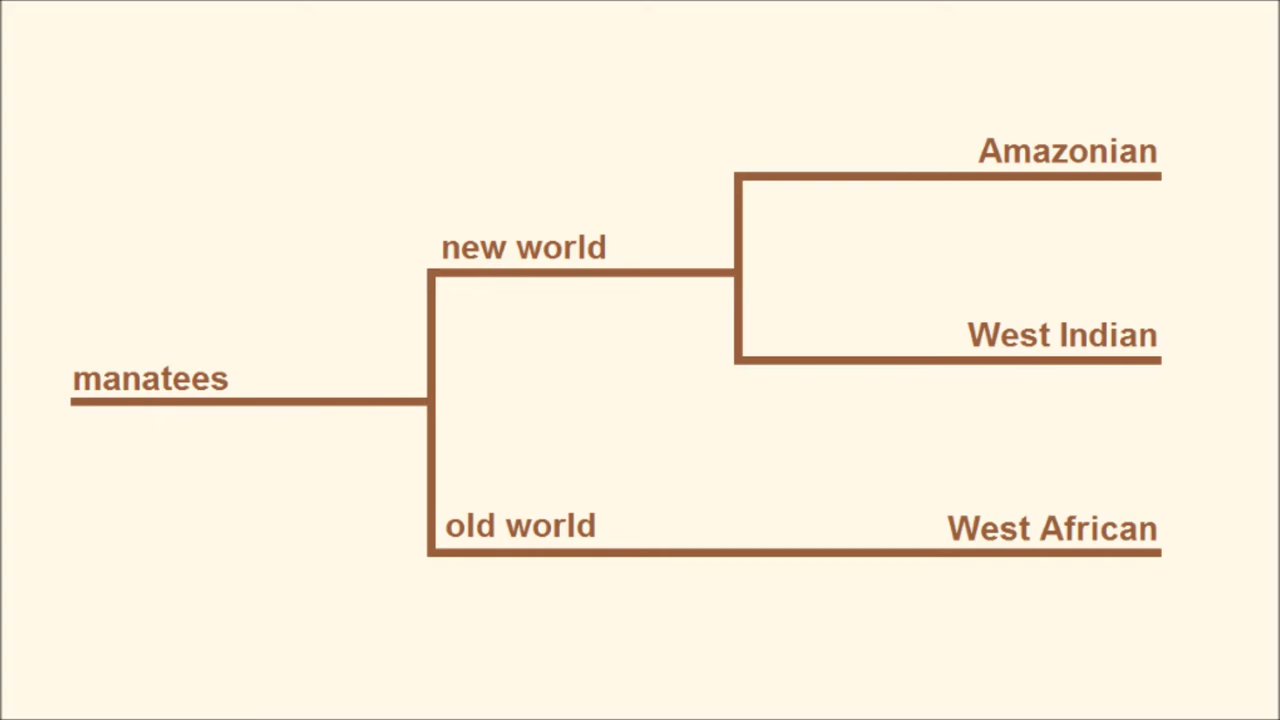 Amazonian
new world
West Indian
manatees
old world
West African